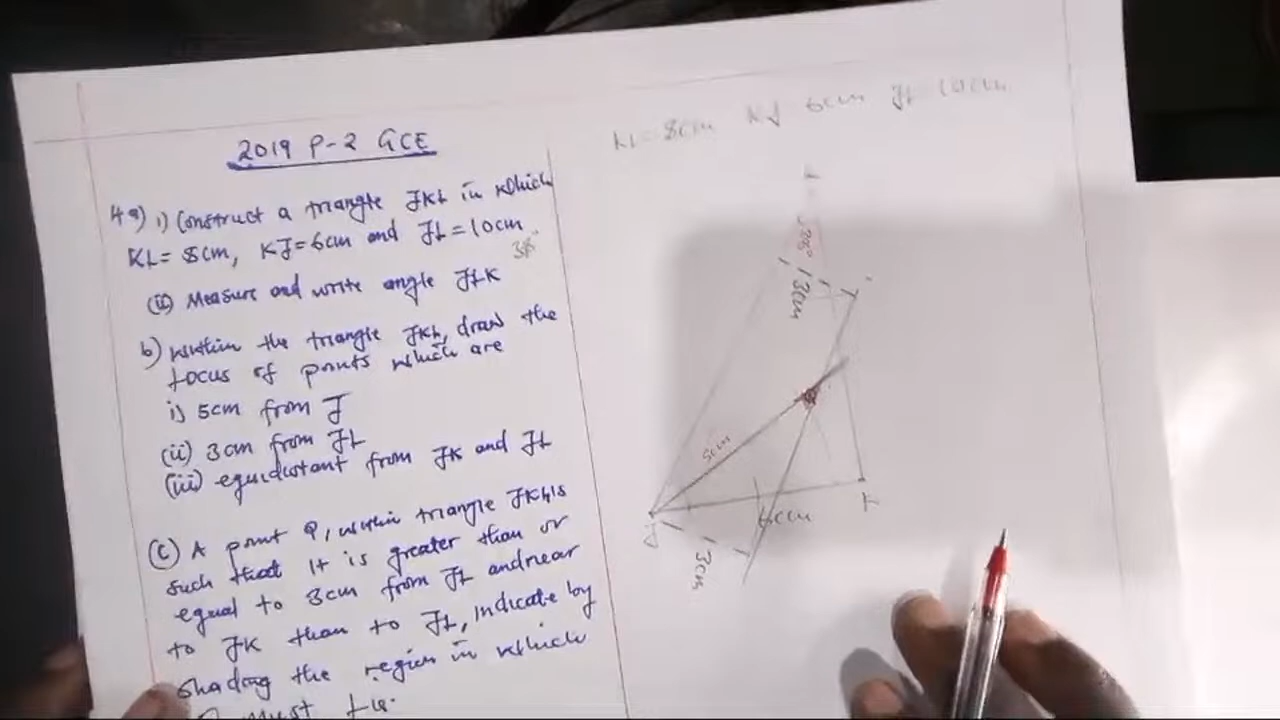 2019 P-2 GCE
4a) i) Construct a triangle JKL in which
KL= 8cm, KJ=6cm and JL=10cm
(ii) Measure and write angle JLK
38°
b) within the triangle JKL, draw the
locus of points which are
i) 5cm from J
(ii) 3cm from JL
(iii) equidistant from JK and JL
(c) A point Q, within triangle JKL, is
such that it is greater than or
equal to 3cm from JL and near
to JK than to JL, indicate by
shading the region in which
Q must
KL=8cm KJ 6cm JL=10cm
L
38°
3cm
5cm
J
6cm
K
3cm